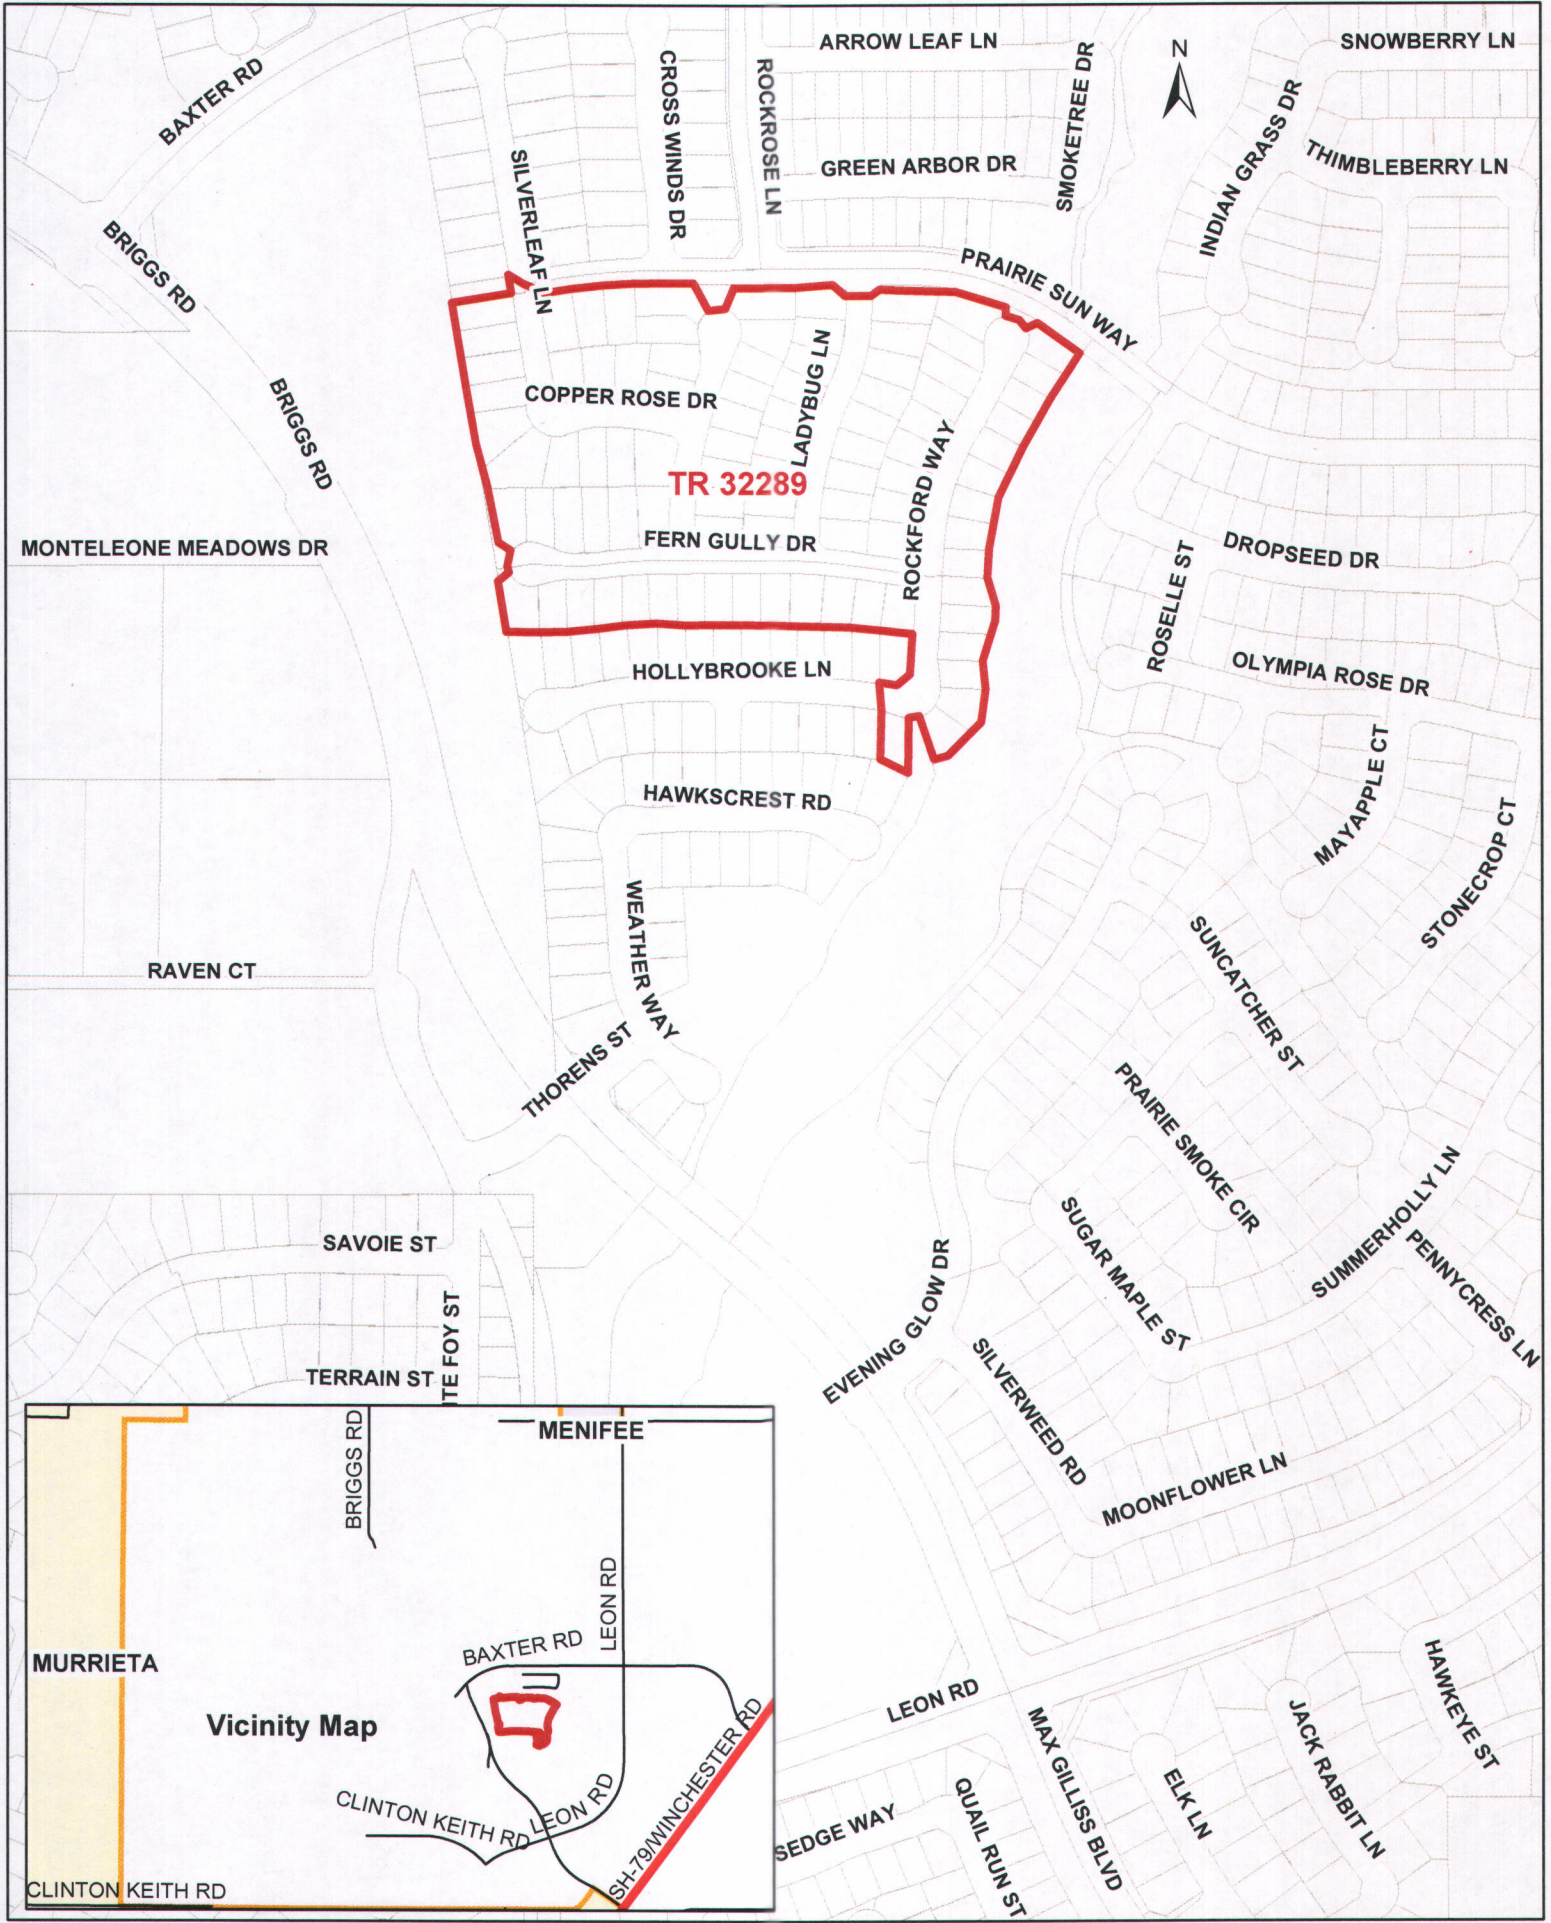 ARROW LEAF LN
N
SNOWBERRY LN
BAXTER RD
CROSS WINDS DR
ROCKROSE LN
SMOKETREE DR
INDIAN GRASS DR
THIMBLEBERRY LN
GREEN ARBOR DR
SILVERLEAF LN
BRIGGS RD
PRAIRIE SUN WAY
BRIGGS RD
COPPER ROSE DR
LADYBUG LN
ROCKFORD WAY
TR 32289
FERN GULLY DR
MONTELEONE MEADOWS DR
DROPSEED DR
ROSELLE ST
HOLLYBROOKE LN
OLYMPIA ROSE DR
MAYAPPLE CT
HAWKSCREST RD
STONECROP CT
WEATHER WAY
SUNCATCHER ST
RAVEN CT
THORENS ST
PRAIRIE SMOKE CIR
SUMMERHOLLY LN
SUGAR MAPLE ST
PENNYCRESS LN
SAVOIE ST
EVENING GLOW DR
TE FOY ST
TERRAIN ST
SILVERWEED RD
MOONFLOWER LN
MENIFEE
BRIGGS RD
LEON RD
BAXTER RD
MURRIETA
Vicinity Map
CLINTON KEITH RD
LEON RD
SH-79/WINCHESTER RD
CLINTON KEITH RD
LEON RD
HAWKEYE ST
JACK RABBIT LN
MAX GILLISS BLVD
ELK LN
QUAIL RUN ST
SEDGE WAY